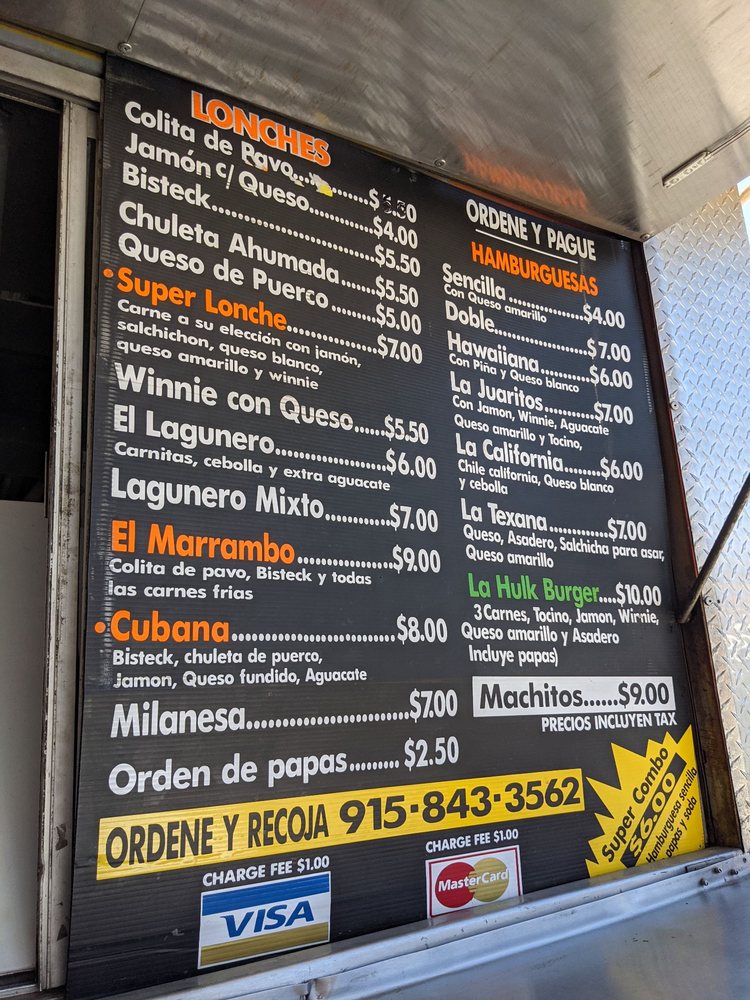 LONCHES
Colita de Pavo...........$
Jamón c/ Queso..........$4.00
Bisteck........................$5.50
Chuleta Ahumada.....$5.50
Queso de Puerco.......$5.00
•Super Lonche..............$7.00
Carne a su elección con jamón,
salchichon, queso blanco,
queso amarillo y winnie
Winnie con Queso.....$5.50
El Lagunero.................$6.00
Carnitas, cebolla y extra aguacate
Lagunero Mixto..........$7.00
El Marrambo...............$9.00
Colita de pavo, Bisteck y todas
las carnes frias
•Cubana........................$8.00
Bisteck, chuleta de puerco,
Jamon, Queso fundido, Aguacate
Milanesa.......................$7.00
Orden de papas......... $2.50
ORDENE Y PAGUE
HAMBURGUESAS
Sencilla..............$4.00
Con Queso amarillo
Doble..................$7.00
Hawaiiana.........$6.00
Con Piña y Queso blanco
La Juaritos.........$7.00
Con Jamon, Winnie, Aguacate
Queso amarillo y Tocino,
La California.......$6.00
Chile california, Queso blanco
y cebolla
La Texana............$7.00
Queso, Asadero, Salchicha para asar,
Queso amarillo
La Hulk Burger....$10.00
3 Carnes, Tocino, Jamon, Winnie,
Queso amarillo y Asadero
Incluye papas)
Machitos......$9.00
PRECIOS INCLUYEN TAX
Super Combo
$6.00
Hamburguesa sencilla
papas y soda
ORDENE Y RECOJA 915-843-3562
CHARGE FEE $1.00
VISA
CHARGE FEE $1.00
MasterCard